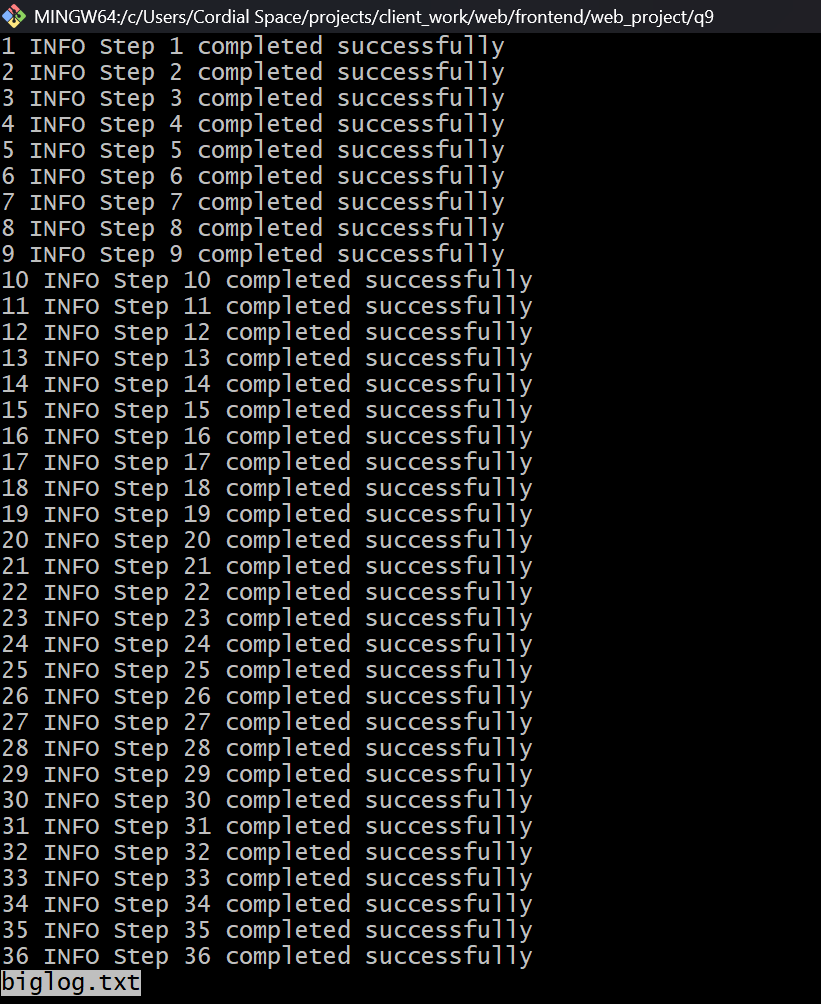 MINGW64:/c/Users/Cordial Space/projects/client_work/web/frontend/web_project/q9
1 INFO Step 1 completed successfully
2 INFO Step 2 completed successfully
3 INFO Step 3 completed successfully
4 INFO Step 4 completed successfully
5 INFO Step 5 completed successfully
6 INFO Step 6 completed successfully
7 INFO Step 7 completed successfully
8 INFO Step 8 completed successfully
9 INFO Step 9 completed successfully
10 INFO Step 10 completed successfully
11 INFO Step 11 completed successfully
12 INFO Step 12 completed successfully
13 INFO Step 13 completed successfully
14 INFO Step 14 completed successfully
15 INFO Step 15 completed successfully
16 INFO Step 16 completed successfully
17 INFO Step 17 completed successfully
18 INFO Step 18 completed successfully
19 INFO Step 19 completed successfully
20 INFO Step 20 completed successfully
21 INFO Step 21 completed successfully
22 INFO Step 22 completed successfully
23 INFO Step 23 completed successfully
24 INFO Step 24 completed successfully
25 INFO Step 25 completed successfully
26 INFO Step 26 completed successfully
27 INFO Step 27 completed successfully
28 INFO Step 28 completed successfully
29 INFO Step 29 completed successfully
30 INFO Step 30 completed successfully
31 INFO Step 31 completed successfully
32 INFO Step 32 completed successfully
33 INFO Step 33 completed successfully
34 INFO Step 34 completed successfully
35 INFO Step 35 completed successfully
36 INFO Step 36 completed successfully
biglog.txt